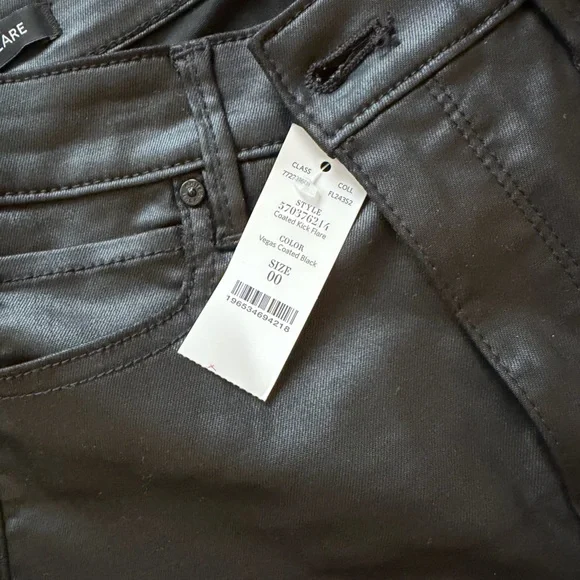 LARE
CLASS COLL
FL24352
STYLE
570376214
Coated Kick Flare
COLOR
Vegas Coated Black
SIZE
00
196534694218